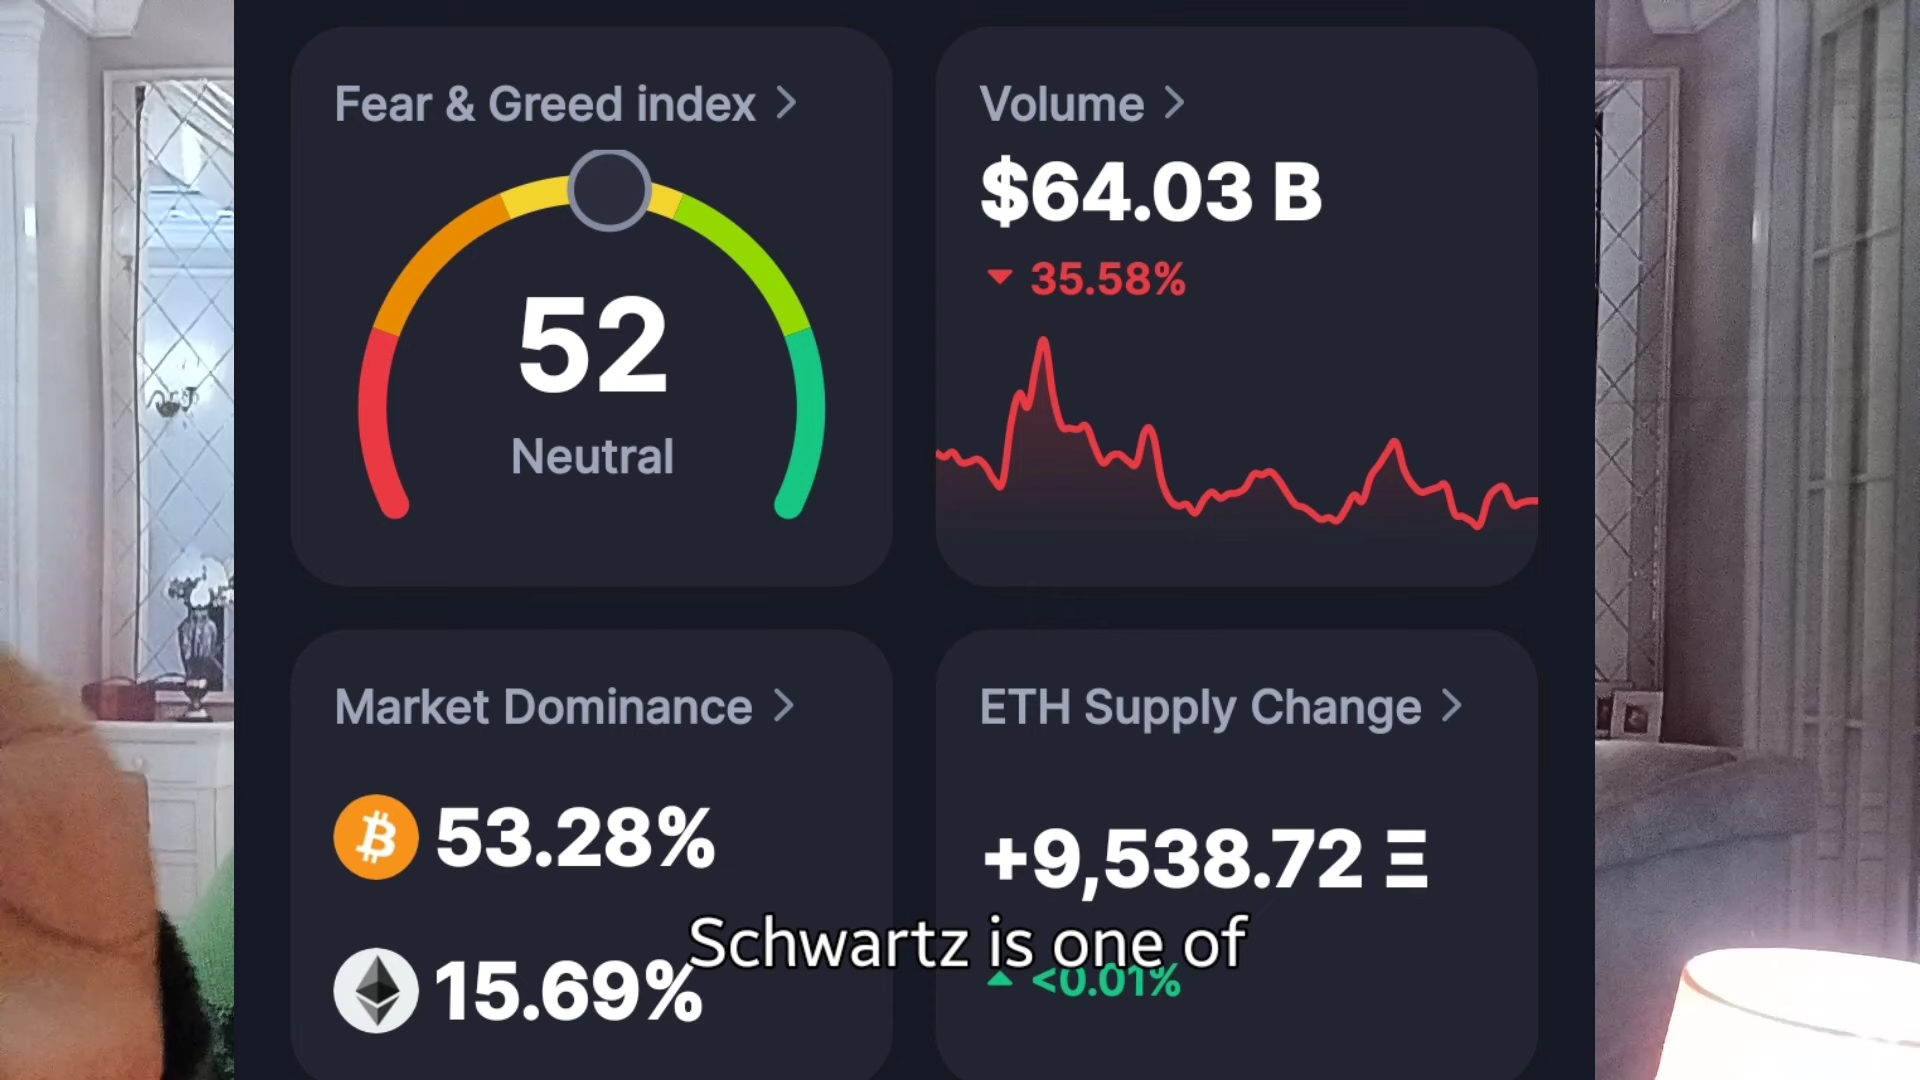 Fear & Greed index
52
Neutral
Volume
$64.03 B
35.58%
Market Dominance
53.28%
15.69%
ETH Supply Change
+9,538.72 Ξ
<0.01%
Schwartz is one of